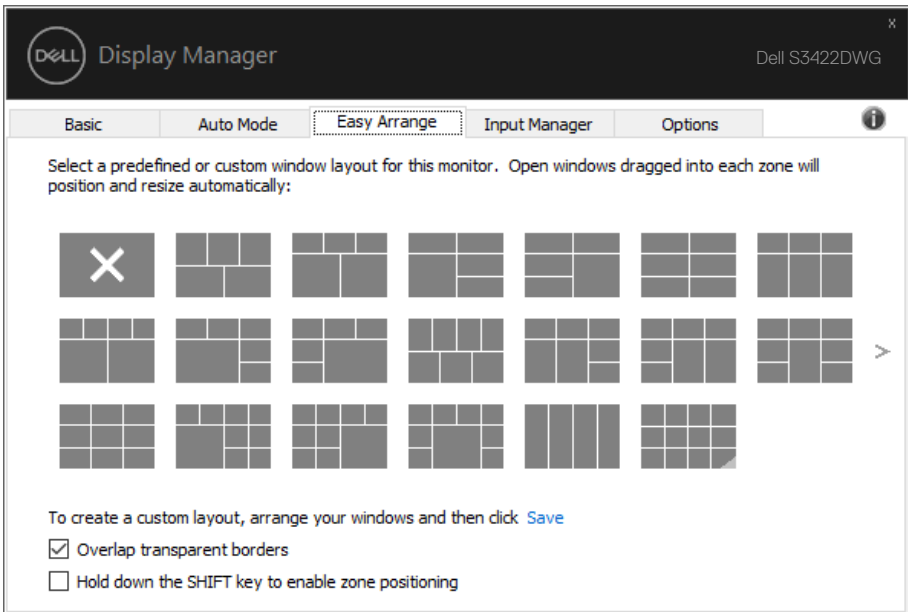 x
DELL Display Manager
Dell S3422DWG
Basic Auto Mode Easy Arrange Input Manager Options
Select a predefined or custom window layout for this monitor. Open windows dragged into each zone will
position and resize automatically:
>
To create a custom layout, arrange your windows and then click Save
Overlap transparent borders
Hold down the SHIFT key to enable zone positioning